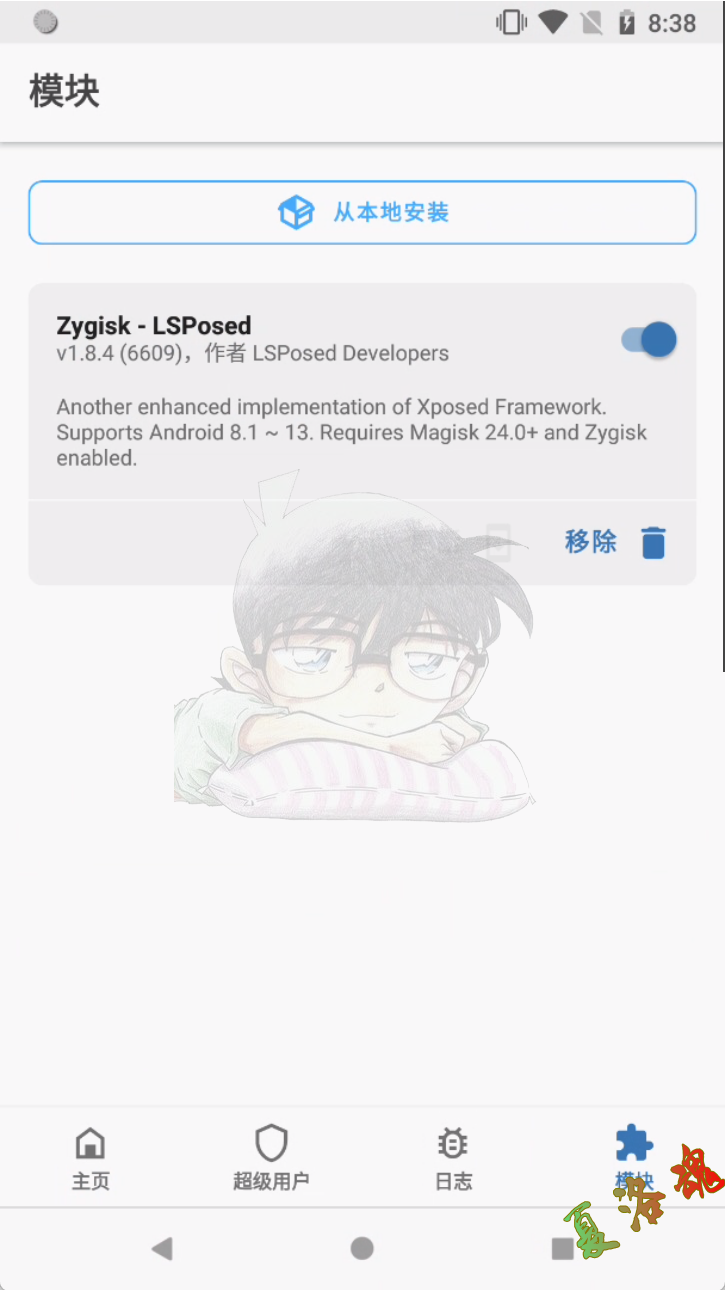 8:38
模块
从本地安装
Zygisk - LSPosed
v1.8.4 (6609)，作者 LSPosed Developers
Another enhanced implementation of Xposed Framework.
Supports Android 8.1 ~ 13. Requires Magisk 24.0+ and Zygisk
enabled.
移除
主页
超级用户
日志
模块
夏洛魂